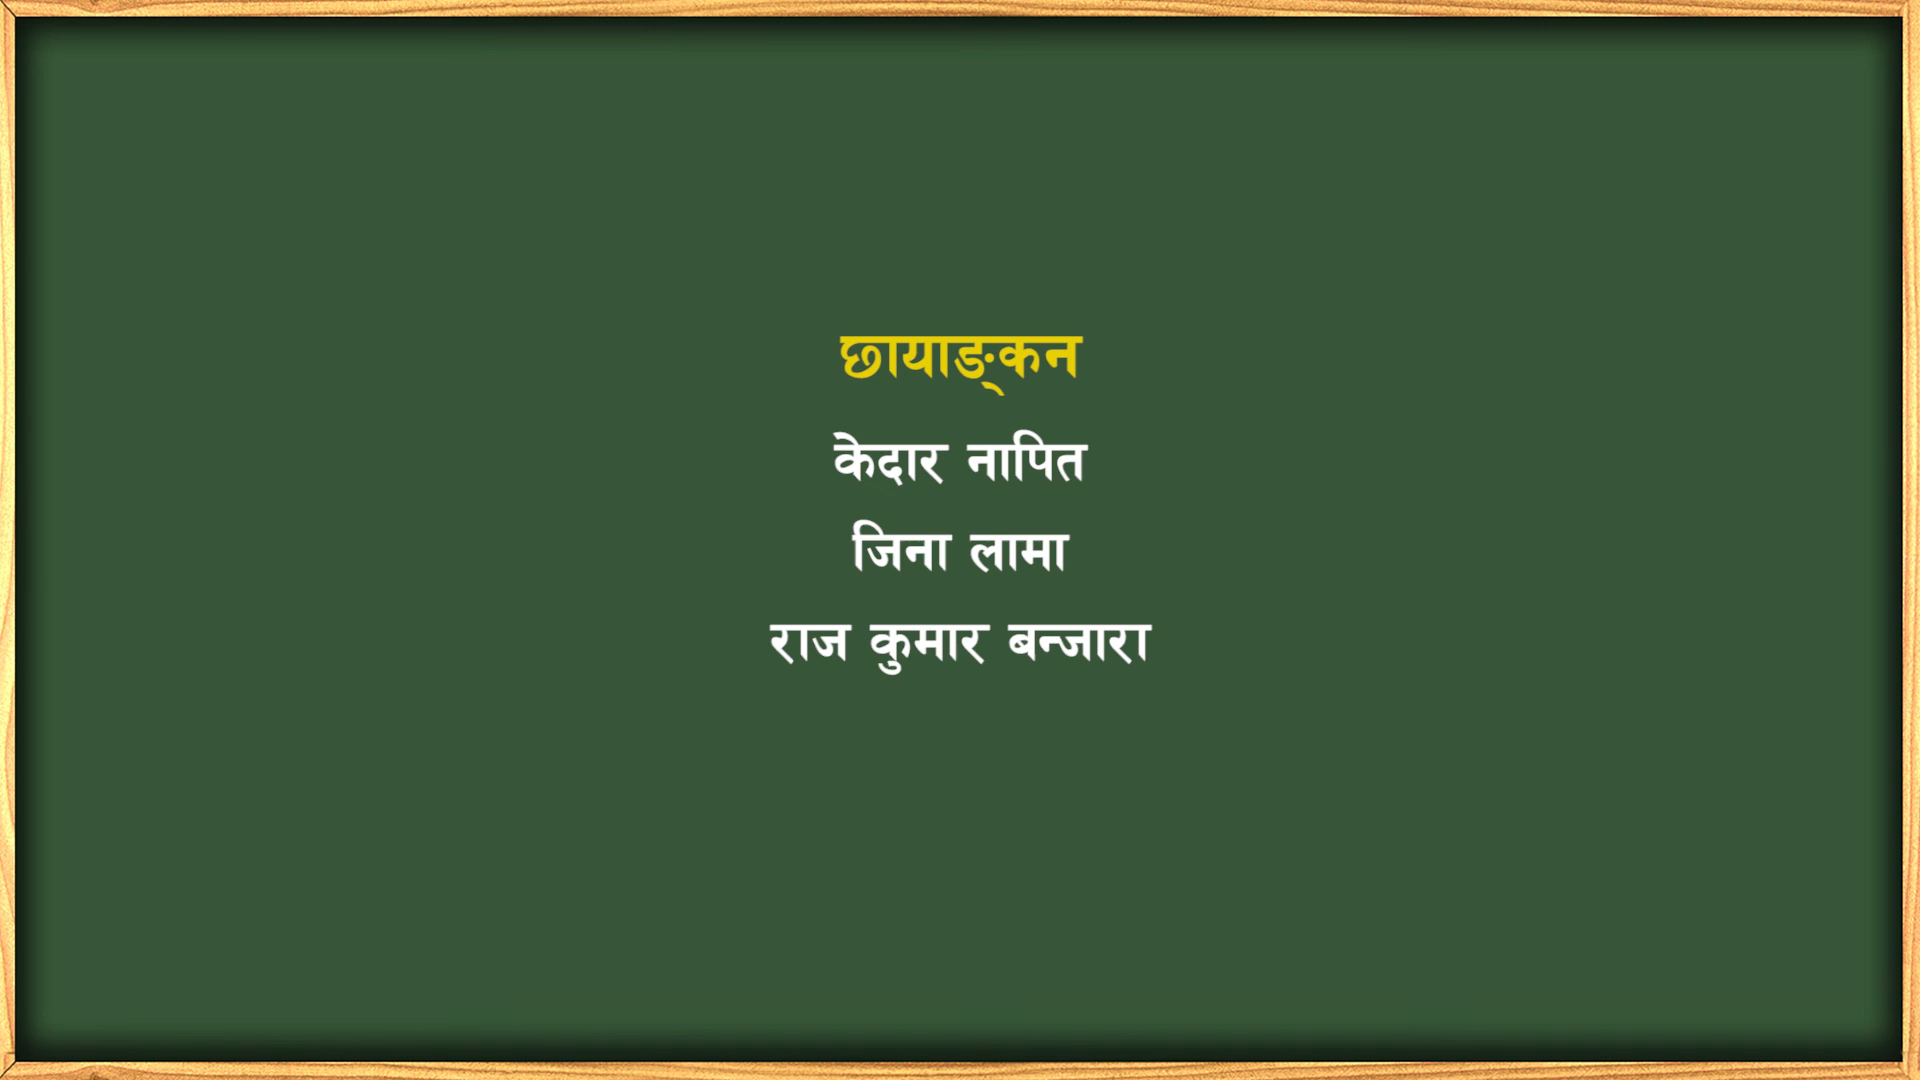 छायाङ्कन
केदार नापित
जिना लामा
राज कुमार बन्जारा